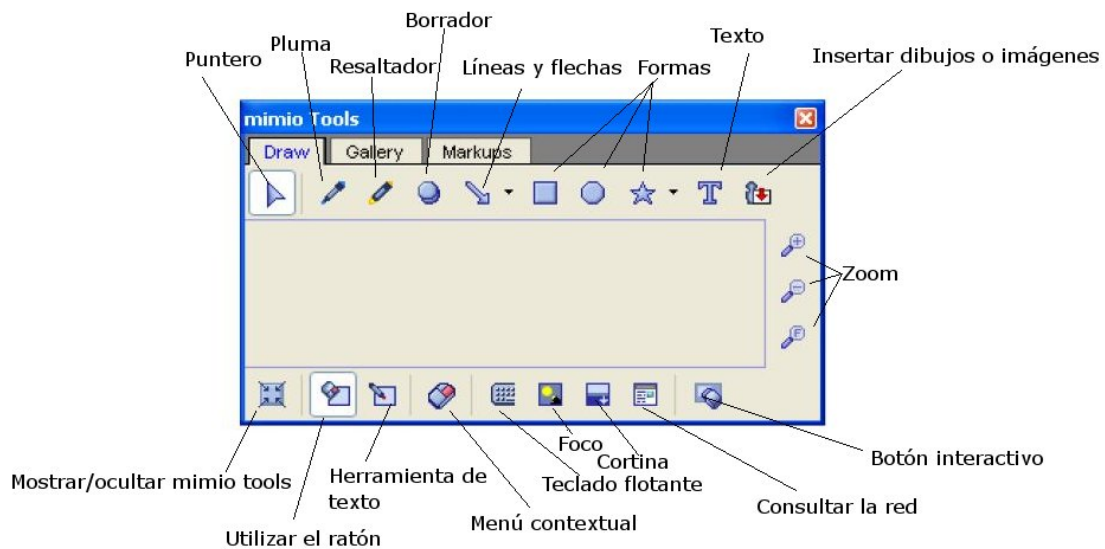 Borrador
Pluma
Texto
Puntero
Resaltador
Líneas y flechas
Formas
Insertar dibujos o imágenes
mimio Tools
Draw
Gallery
Markups
T
Zoom
F
Foco
Cortina
Botón interactivo
Mostrar/ocultar mimio tools
Herramienta de
texto
Teclado flotante
Consultar la red
Menú contextual
Utilizar el ratón